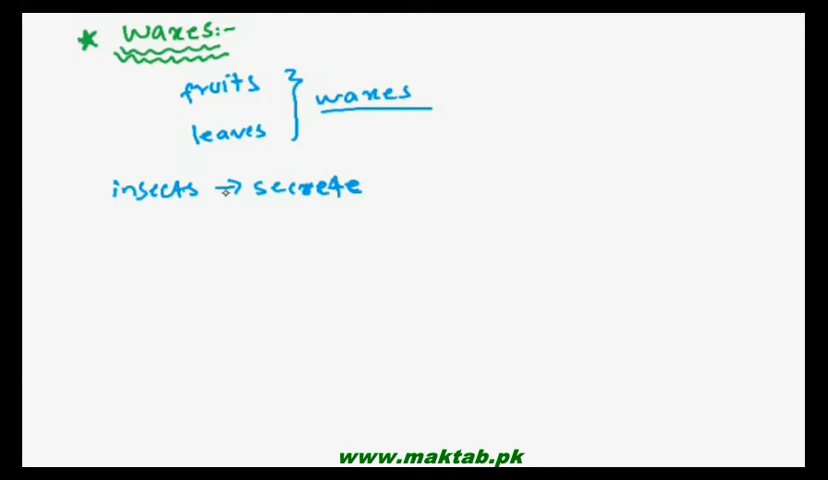 * Waxes:-
fruits
leaves
} waxes
insects → secrete
www.maktab.pk